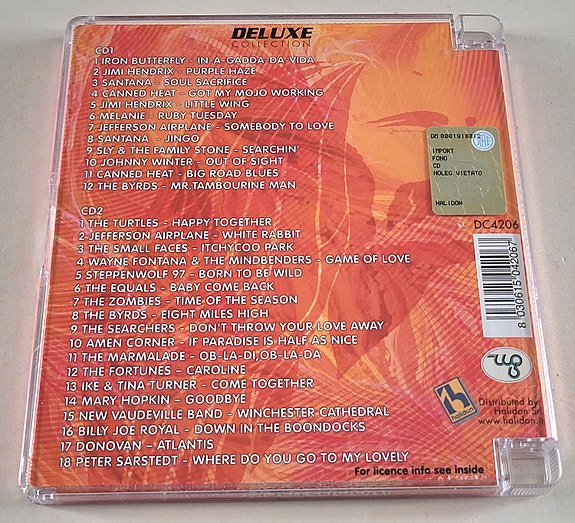 DELUXE
COLLECTION
CD1
1 IRON BUTTERFLY - IN-A-GADDA-DA-VIDA
2 JIMI HENDRIX - PURPLE HAZE
3 SANTANA - SOUL SACRIFICE
4 CANNED HEAT - GOT MY MOJO WORKING
5 JIMI HENDRIX - LITTLE WING
6 MELANIE - RUBY TUESDAY
7 JEFFERSON AIRPLANE - SOMEBODY TO LOVE
8 SANTANA - JINGO
9 SLY & THE FAMILY STONE - SEARCHIN'
10 JOHNNY WINTER - OUT OF SIGHT
11 CANNED HEAT - BIG ROAD BLUES
12 THE BYRDS - MR.TAMBOURINE MAN
CD2
1 THE TURTLES - HAPPY TOGETHER
2 JEFFERSON AIRPLANE - WHITE RABBIT
3 THE SMALL FACES - ITCHYCOO PARK
4 WAYNE FONTANA & THE MINDBENDERS - GAME OF LOVE
5 STEPPENWOLF 97 - BORN TO BE WILD
6 THE EQUALS - BABY COME BACK
7 THE ZOMBIES - TIME OF THE SEASON
8 THE BYRDS - EIGHT MILES HIGH
9 THE SEARCHERS - DON'T THROW YOUR LOVE AWAY
10 AMEN CORNER - IF PARADISE IS HALF AS NICE
11 THE MARMALADE - OB-LA-DI,OB-LA-DA
12 THE FORTUNES - CAROLINE
13 IKE & TINA TURNER - COME TOGETHER
14 MARY HOPKIN - GOODBYE
15 NEW VAUDEVILLE BAND - WINCHESTER CATHEDRAL
16 BILLY JOE ROYAL - DOWN IN THE BOONDOCKS
17 DONOVAN - ATLANTIS
18 PETER SARSTEDT - WHERE DO YOU GO TO MY LOVELY
For licence info see inside
IMPORT
FONO
CD
NOLEG VIETATO
HALIDON
DC4206
8 030615 042067
halidon
Distributed by:
Halidon Srl
www.halidon.it